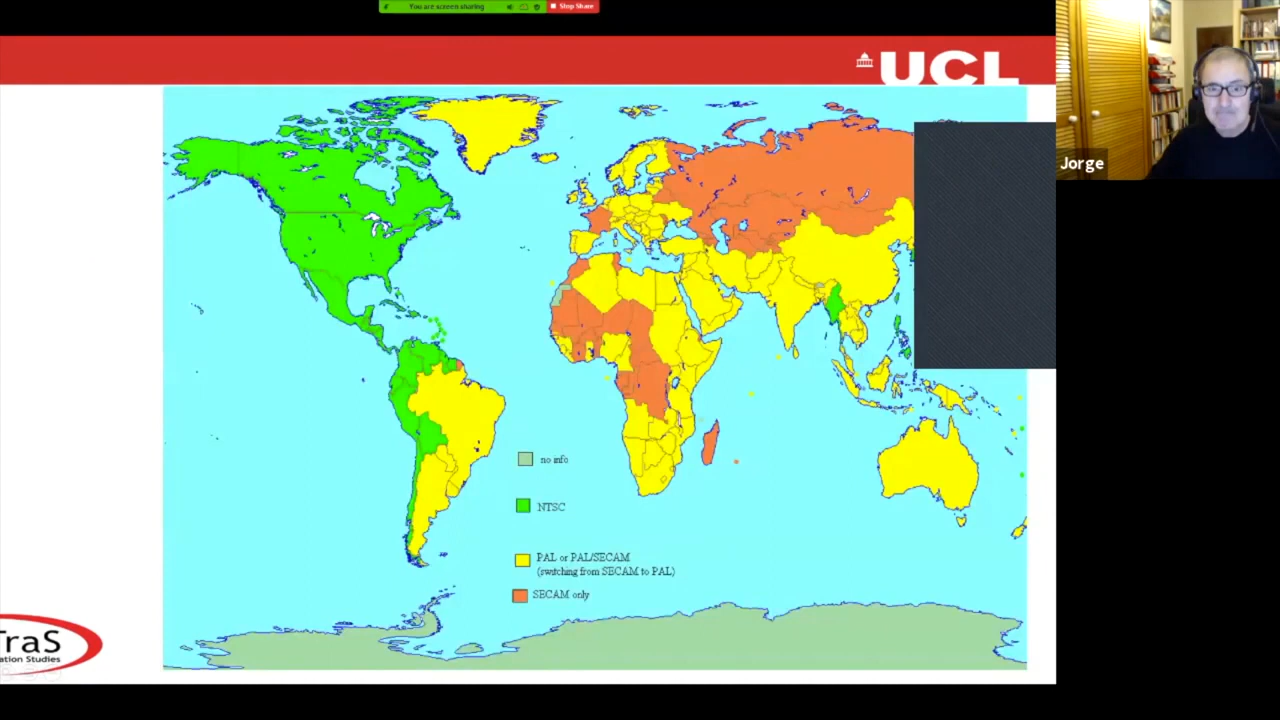 You are screen sharing
Stop Share
UCL
Jorge
no info
NTSC
PAL or PAL/SECAM
(switching from SECAM to PAL)
SECAM only
TraS
ation Studies